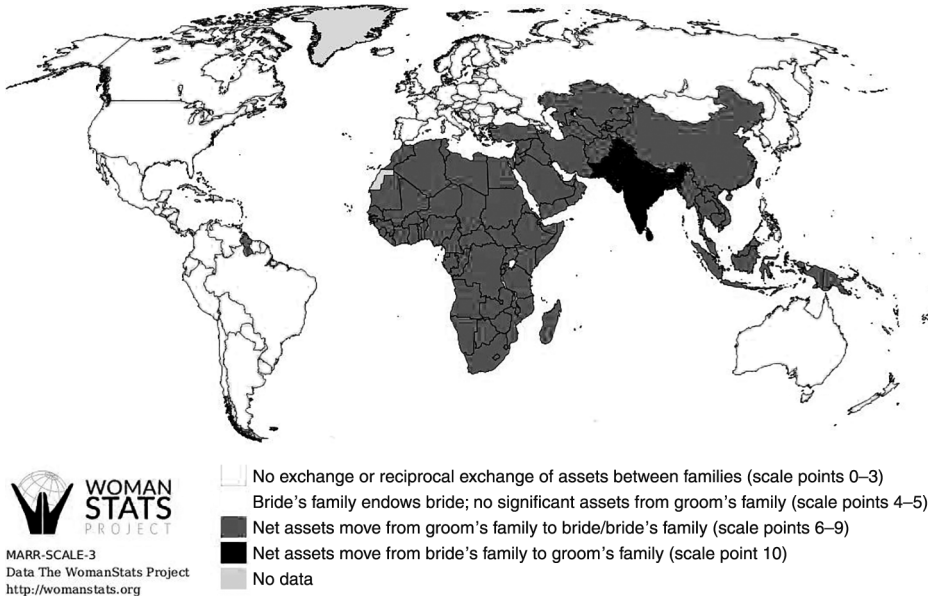 No exchange or reciprocal exchange of assets between families (scale points 0–3)
Bride’s family endows bride; no significant assets from groom’s family (scale points 4–5)
Net assets move from groom’s family to bride/bride’s family (scale points 6–9)
Net assets move from bride’s family to groom’s family (scale point 10)
No data
WOMAN
STATS
PROJECT
MARR-SCALE-3
Data The WomanStats Project
http://womanstats.org